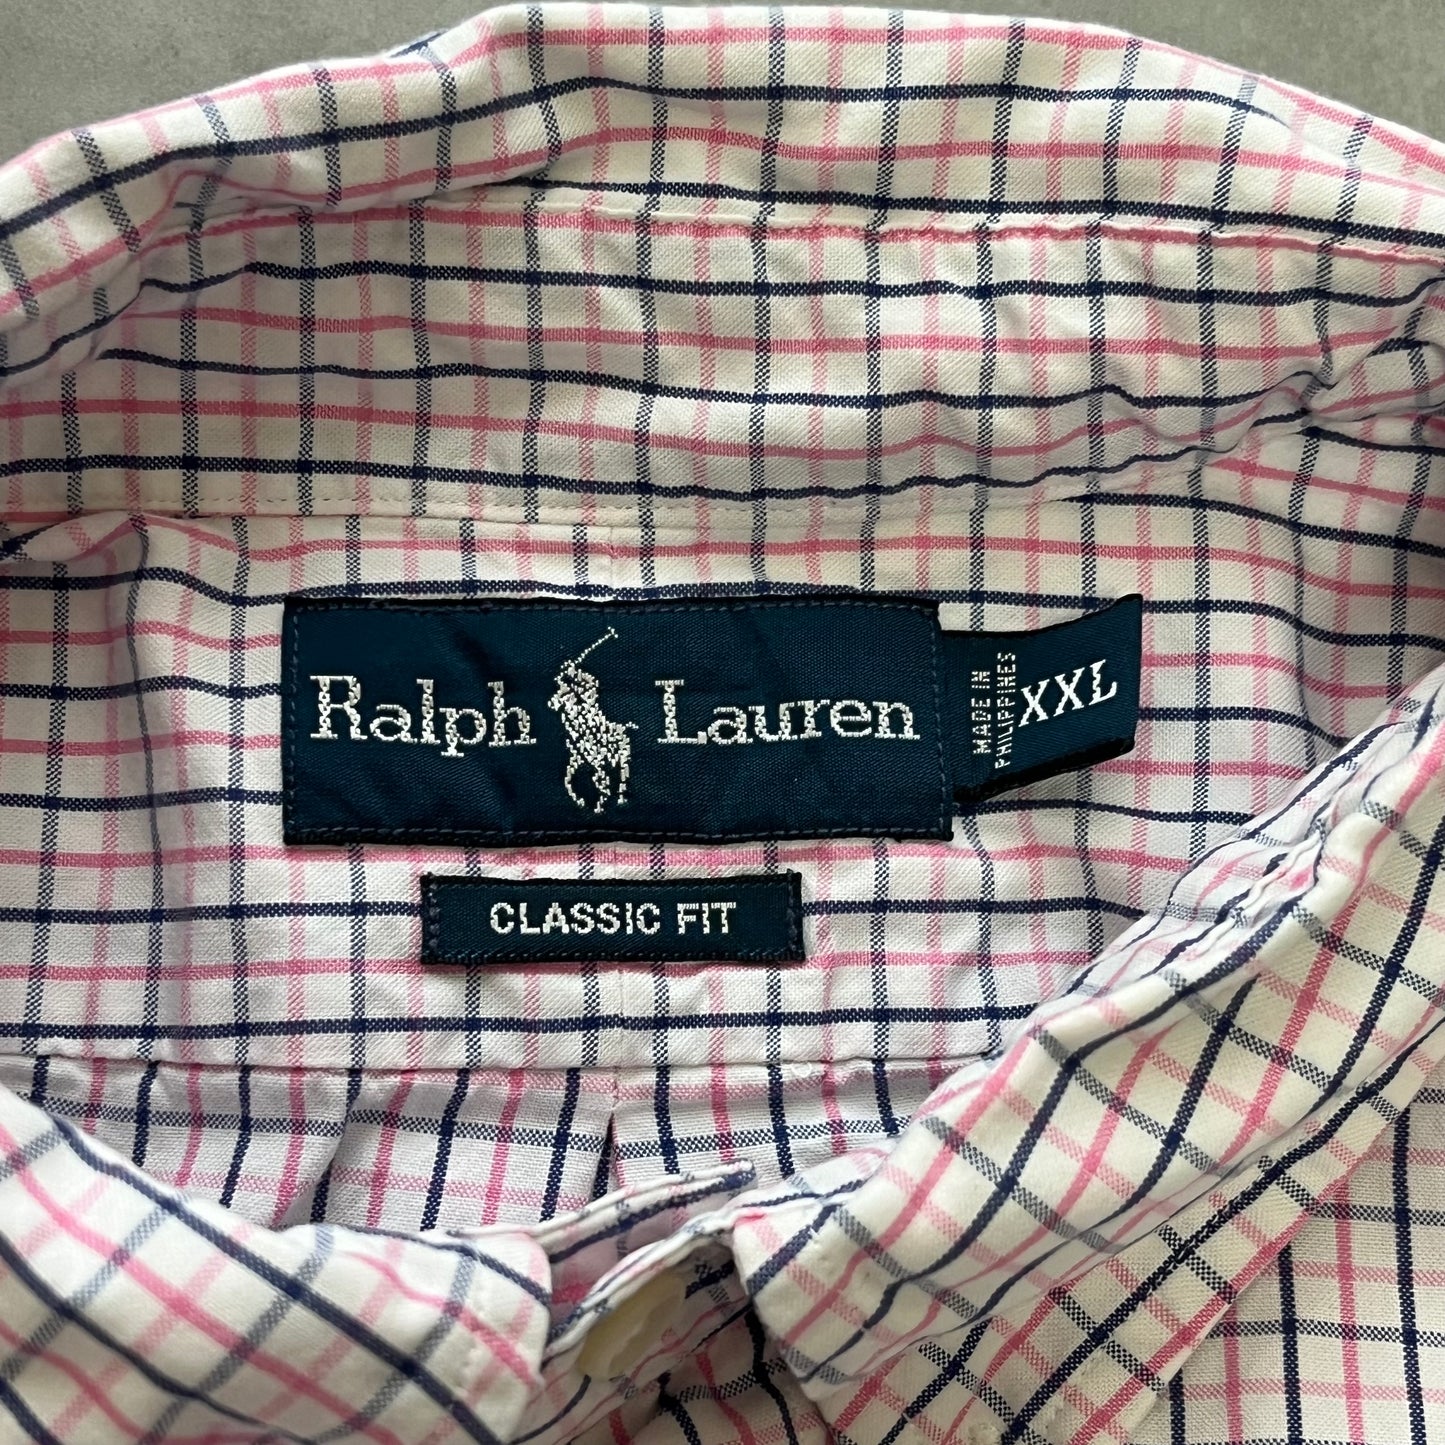 Ralph Lauren
MADE IN
PHILIPPINES
XXL
CLASSIC FIT